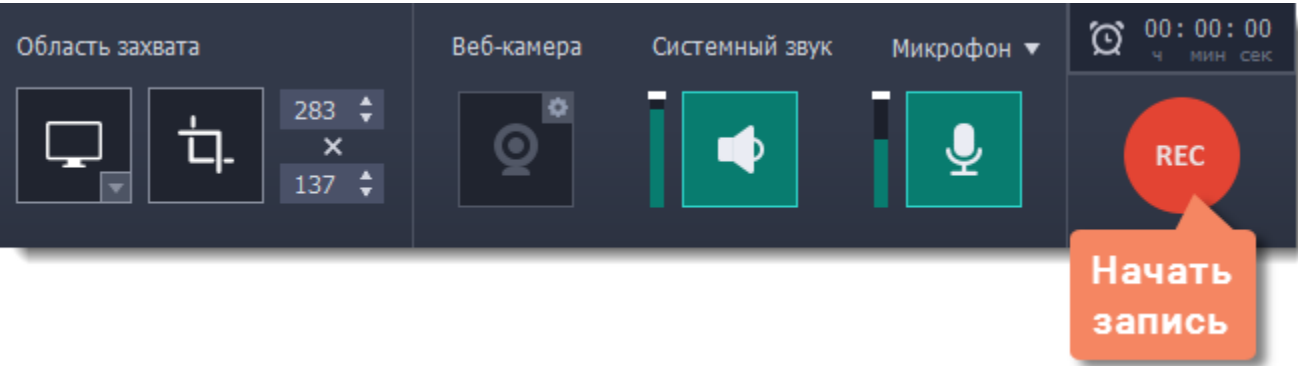 Область захвата
283
×
137
Веб-камера
Системный звук
Микрофон
00:00:00
ч мин сек
REC
Начать
запись